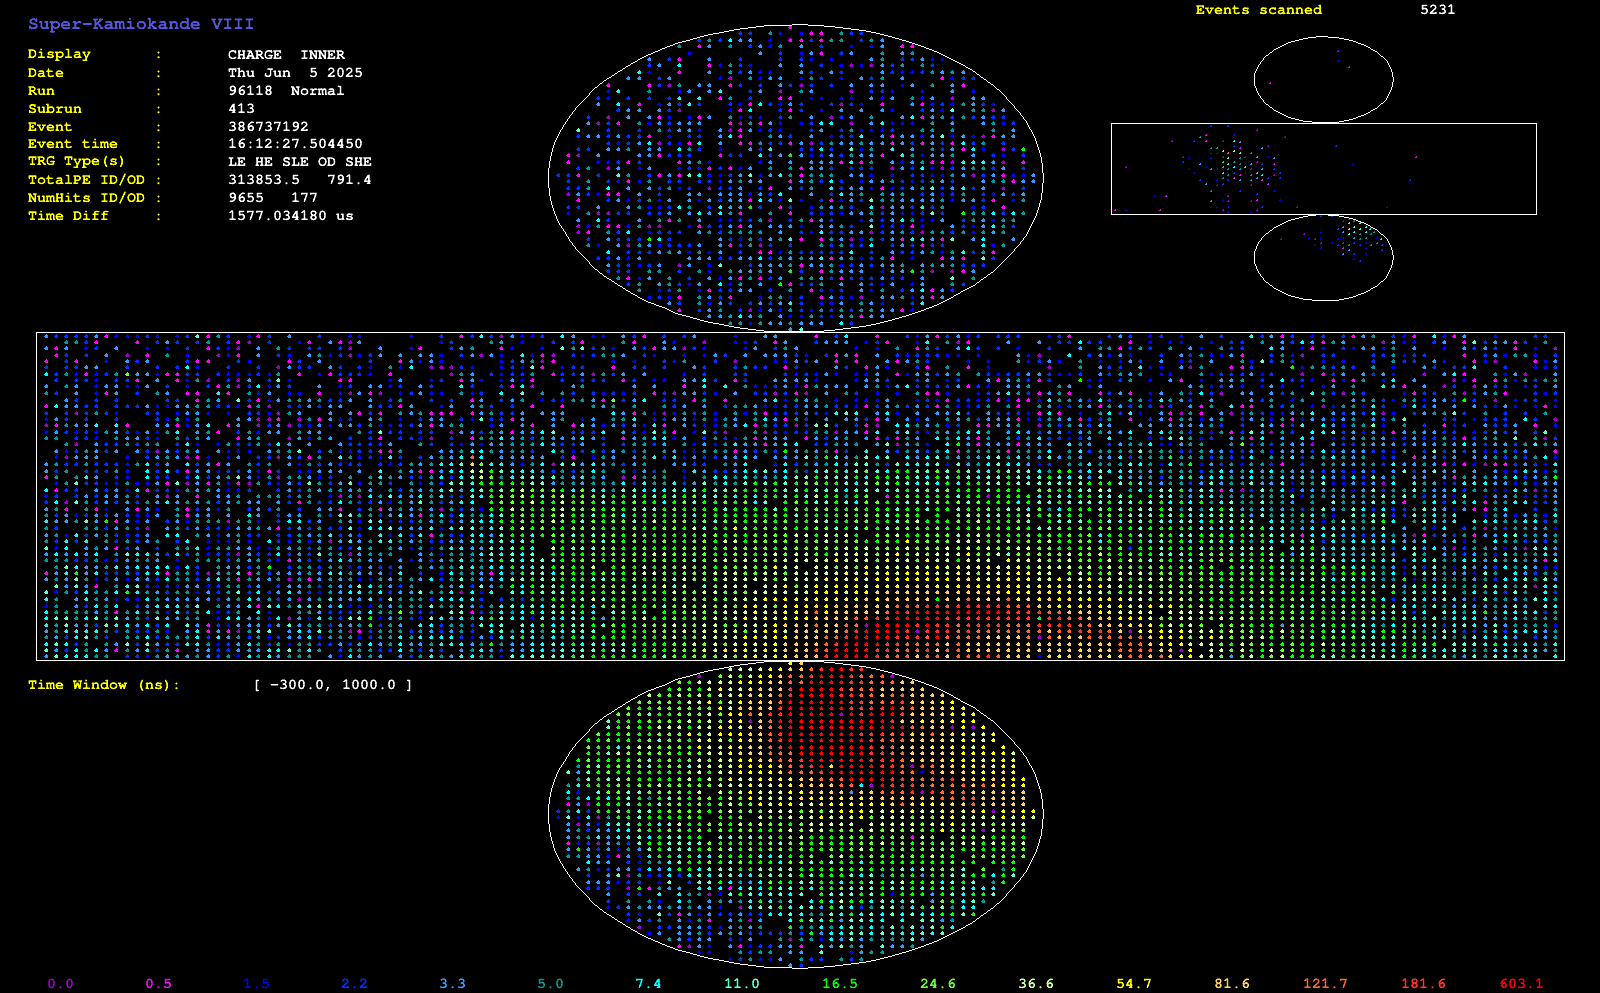 Super-Kamiokande VIII
Events scanned 5231
Display : CHARGE INNER
Date : Thu Jun 5 2025
Run : 96118 Normal
Subrun : 413
Event : 386737192
Event time : 16:12:27.504450
TRG Type(s) : LE HE SLE OD SHE
TotalPE ID/OD : 313853.5 791.4
NumHits ID/OD : 9655 177
Time Diff : 1577.034180 us
Time Window (ns): [ -300.0, 1000.0 ]
0.0 0.5 1.5 2.2 3.3 5.0 7.4 11.0 16.5 24.6 36.6 54.7 81.6 121.7 181.6 603.1